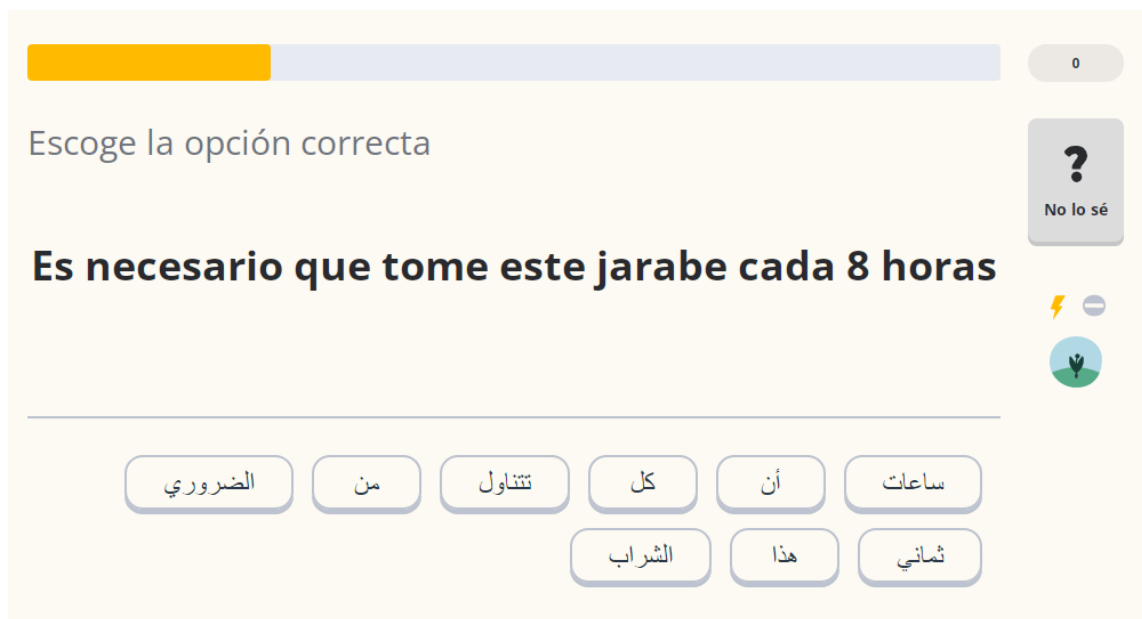 0
Escoge la opción correcta
?
No lo sé
Es necesario que tome este jarabe cada 8 horas
ساعات أن كل تتناول من الضروري
ثماني هذا الشراب